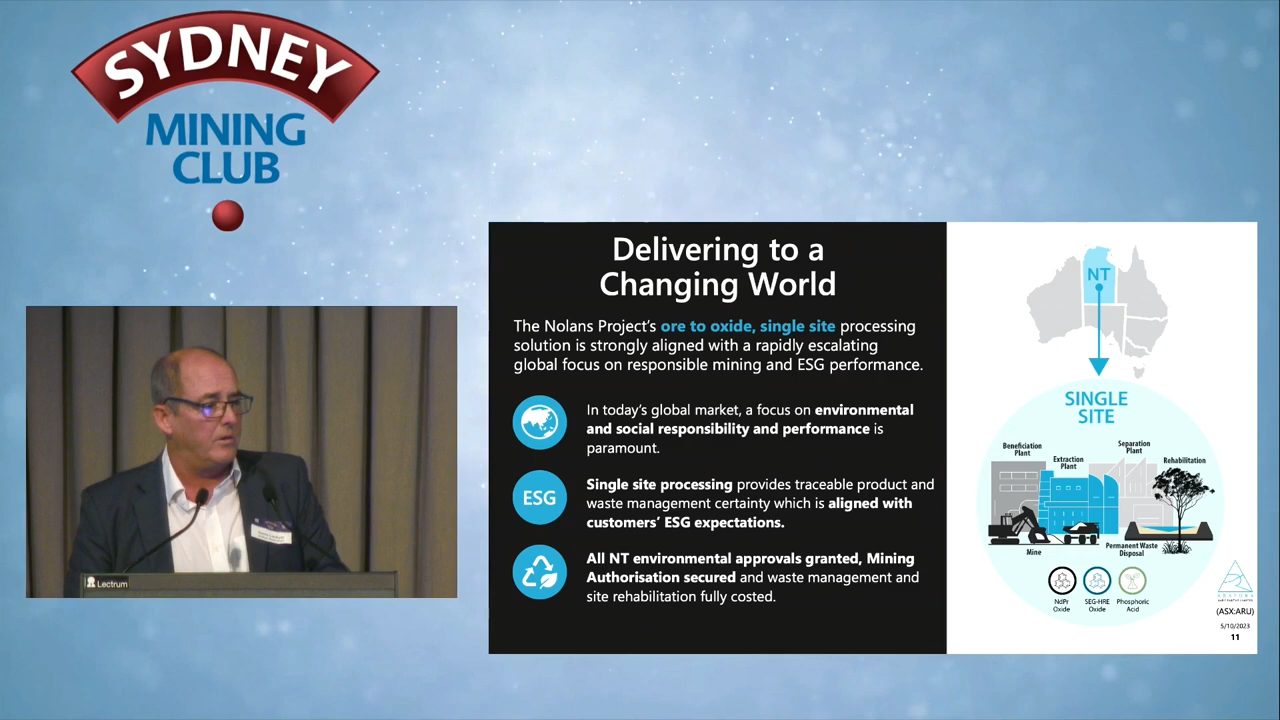 SYDNEY
MINING
CLUB
Lectrum
Delivering to a
Changing World
The Nolans Project's ore to oxide, single site processing
solution is strongly aligned with a rapidly escalating
global focus on responsible mining and ESG performance.
In today's global market, a focus on environmental
and social responsibility and performance is
paramount.
ESG
Single site processing provides traceable product and
waste management certainty which is aligned with
customers' ESG expectations.
All NT environmental approvals granted, Mining
Authorisation secured and waste management and
site rehabilitation fully costed.
NT
SINGLE
SITE
Beneficiation
Plant
Extraction
Plant
Separation
Plant
Rehabilitation
Mine
Permanent Waste
Disposal
NdPr
Oxide
SEG-HRE
Oxide
Phosphoric
Acid
(ASX:ARU)
5/10/2023
11